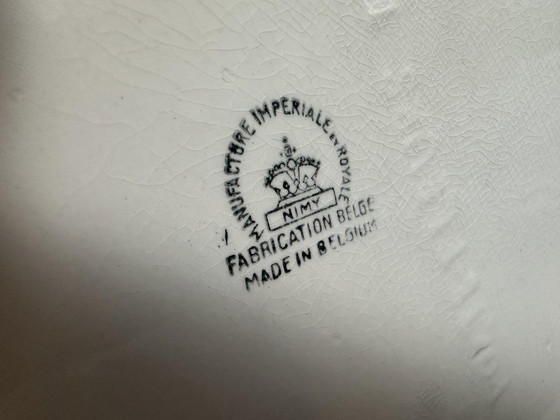 MANUFACTURE IMPERIALE ET ROYALE
NIMY
FABRICATION BELGE
MADE IN BELGIUM